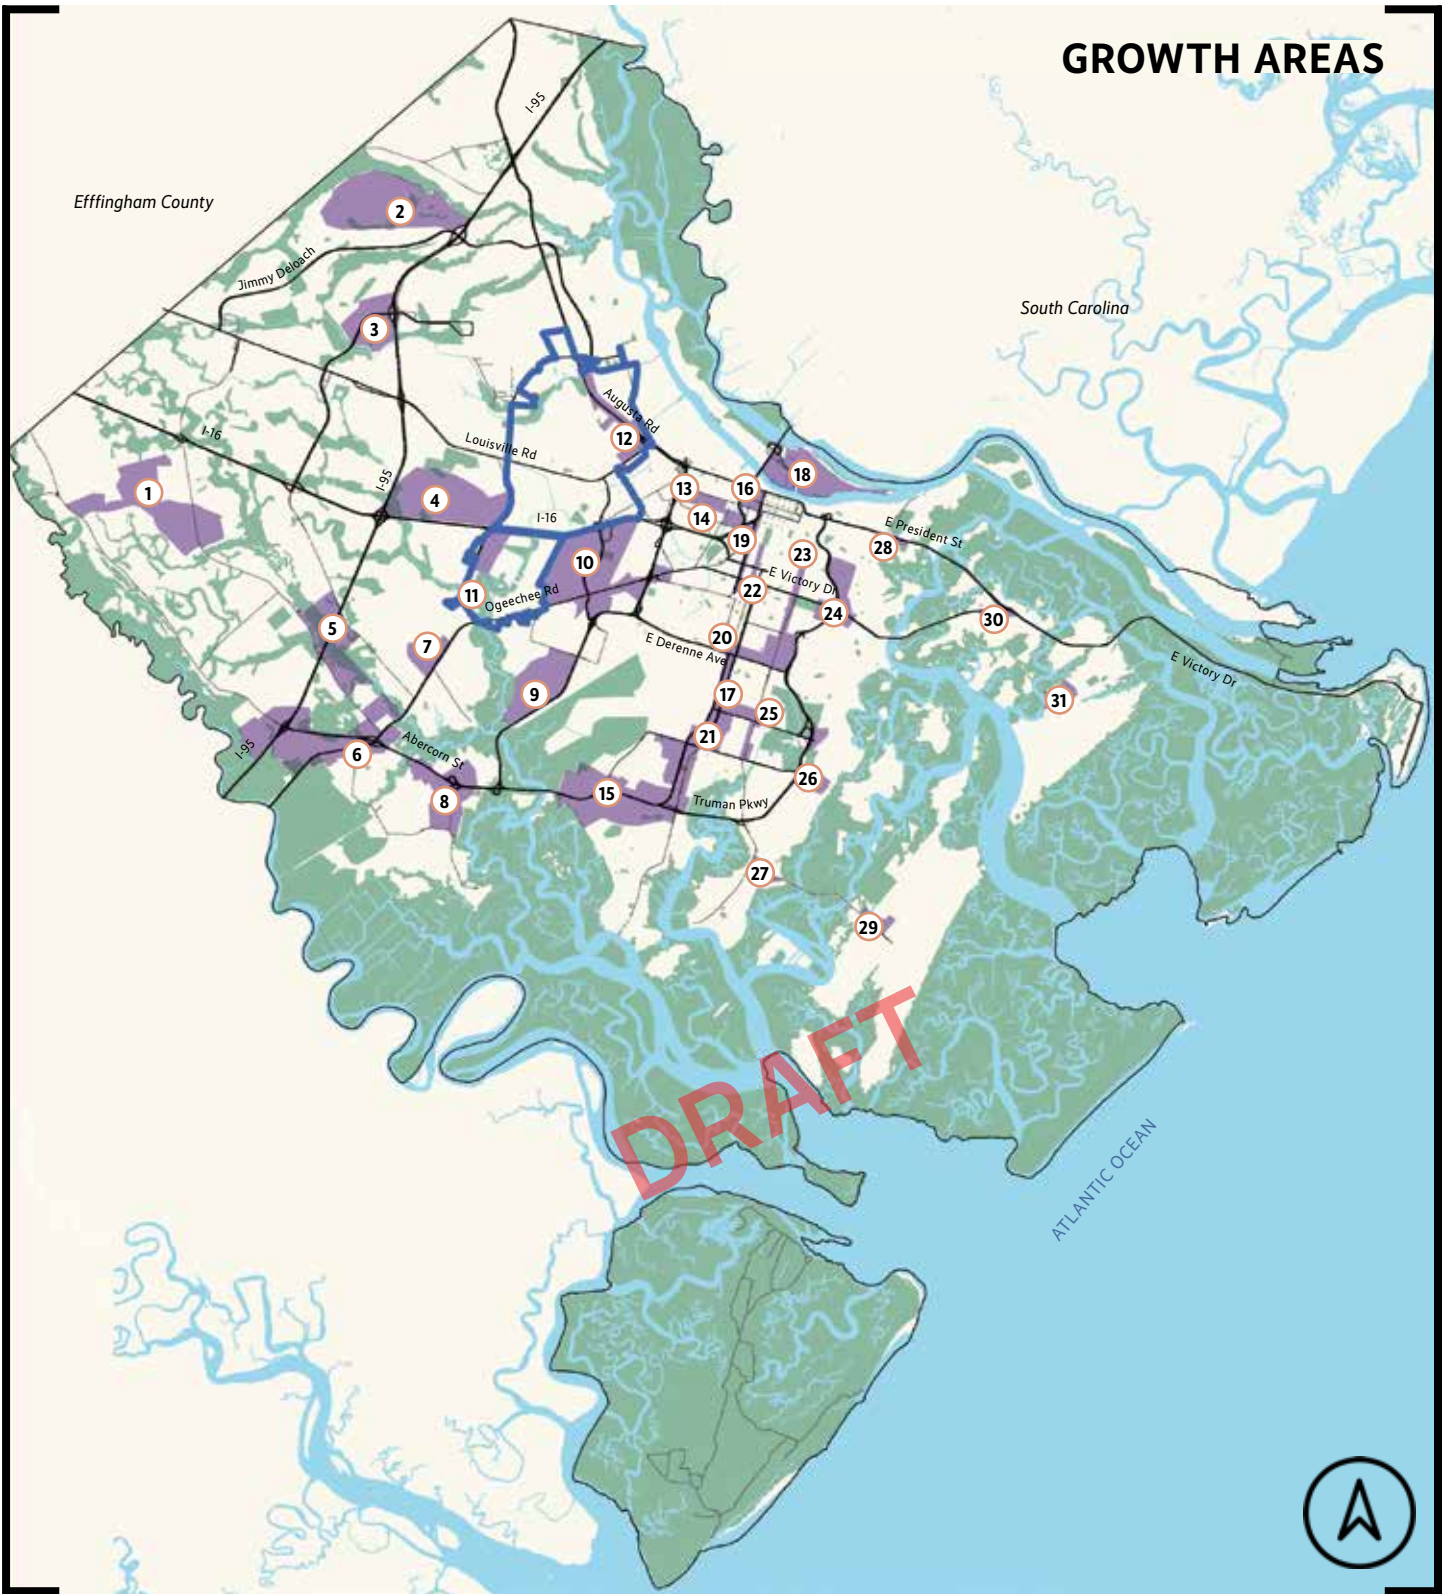 GROWTH AREAS
I-95
Efffingham County
2
Jimmy Deloach
South Carolina
3
Augusta Rd
I-16
Louisville Rd
12
I-95
18
1
4
13
16
I-16
14
E President St
19
28
23
10
E Victory Dr
22
11
Ogeechee Rd
24
30
5
20
7
E Derenne Ave
E Victory Dr
9
17
31
25
21
I-95
Abercorn St
6
26
15
8
Truman Pkwy
27
29
DRAFT
ATLANTIC OCEAN